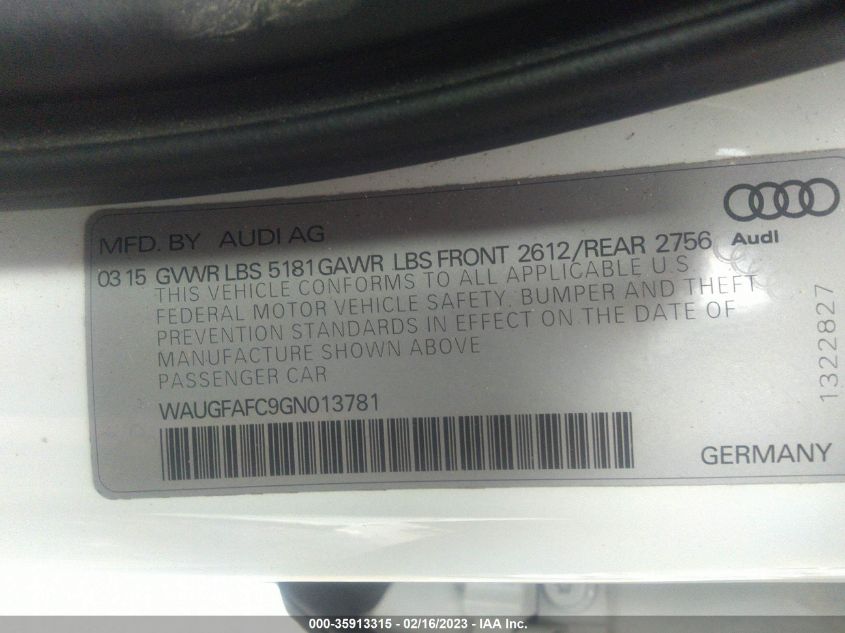 MFD. BY AUDI AG
Audi
03 15 GVWR LBS 5181 GAWR LBS FRONT 2612/REAR 2756
THIS VEHICLE CONFORMS TO ALL APPLICABLE U.S
FEDERAL MOTOR VEHICLE SAFETY, BUMPER AND THEFT
PREVENTION STANDARDS IN EFFECT ON THE DATE OF
MANUFACTURE SHOWN ABOVE
PASSENGER CAR
WAUGFAFC9GN013781
1322827
GERMANY
000-35913315 - 02/16/2023 - IAA Inc.